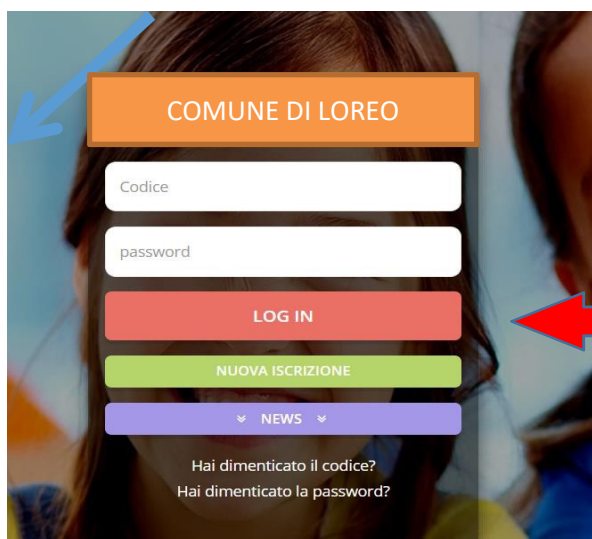 COMUNE DI LOREO
Codice
password
LOG IN
NUOVA ISCRIZIONE
NEWS
Hai dimenticato il codice?
Hai dimenticato la password?